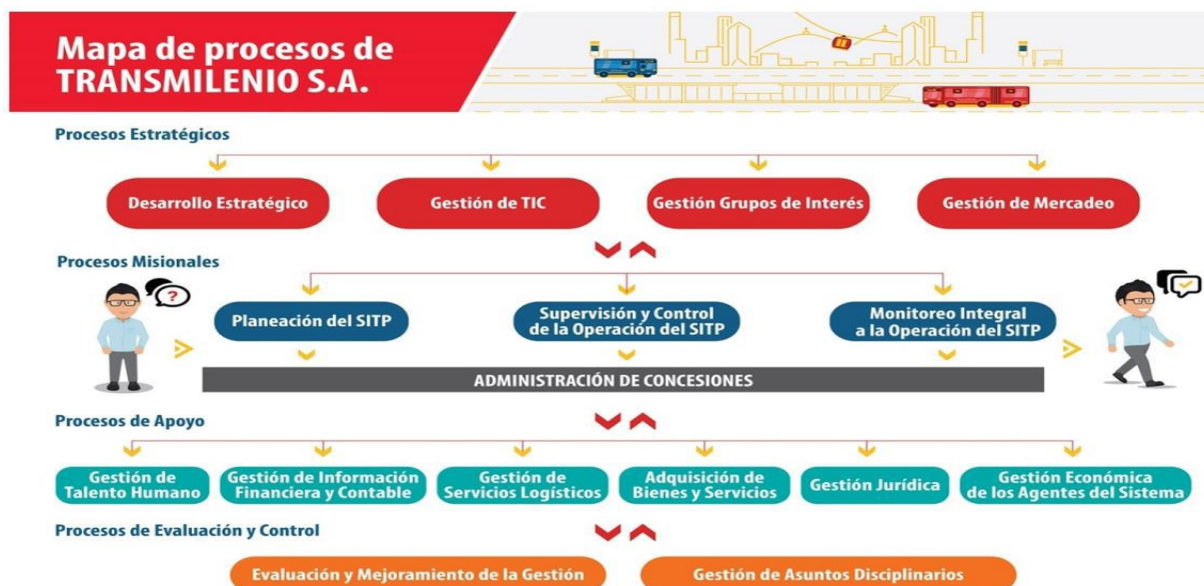 Mapa de procesos de
TRANSMILENIO S.A.
Procesos Estratégicos
Desarrollo Estratégico
Gestión de TIC
Gestión Grupos de Interés
Gestión de Mercadeo
Procesos Misionales
?
Planeación del SITP
Supervisión y Control
de la Operación del SITP
Monitoreo Integral
a la Operación del SITP
ADMINISTRACIÓN DE CONCESIONES
Procesos de Apoyo
Gestión de
Talento Humano
Gestión de Información
Financiera y Contable
Gestión de
Servicios Logísticos
Adquisición de
Bienes y Servicios
Gestión Jurídica
Gestión Económica
de los Agentes del Sistema
Procesos de Evaluación y Control
Evaluación y Mejoramiento de la Gestión
Gestión de Asuntos Disciplinarios